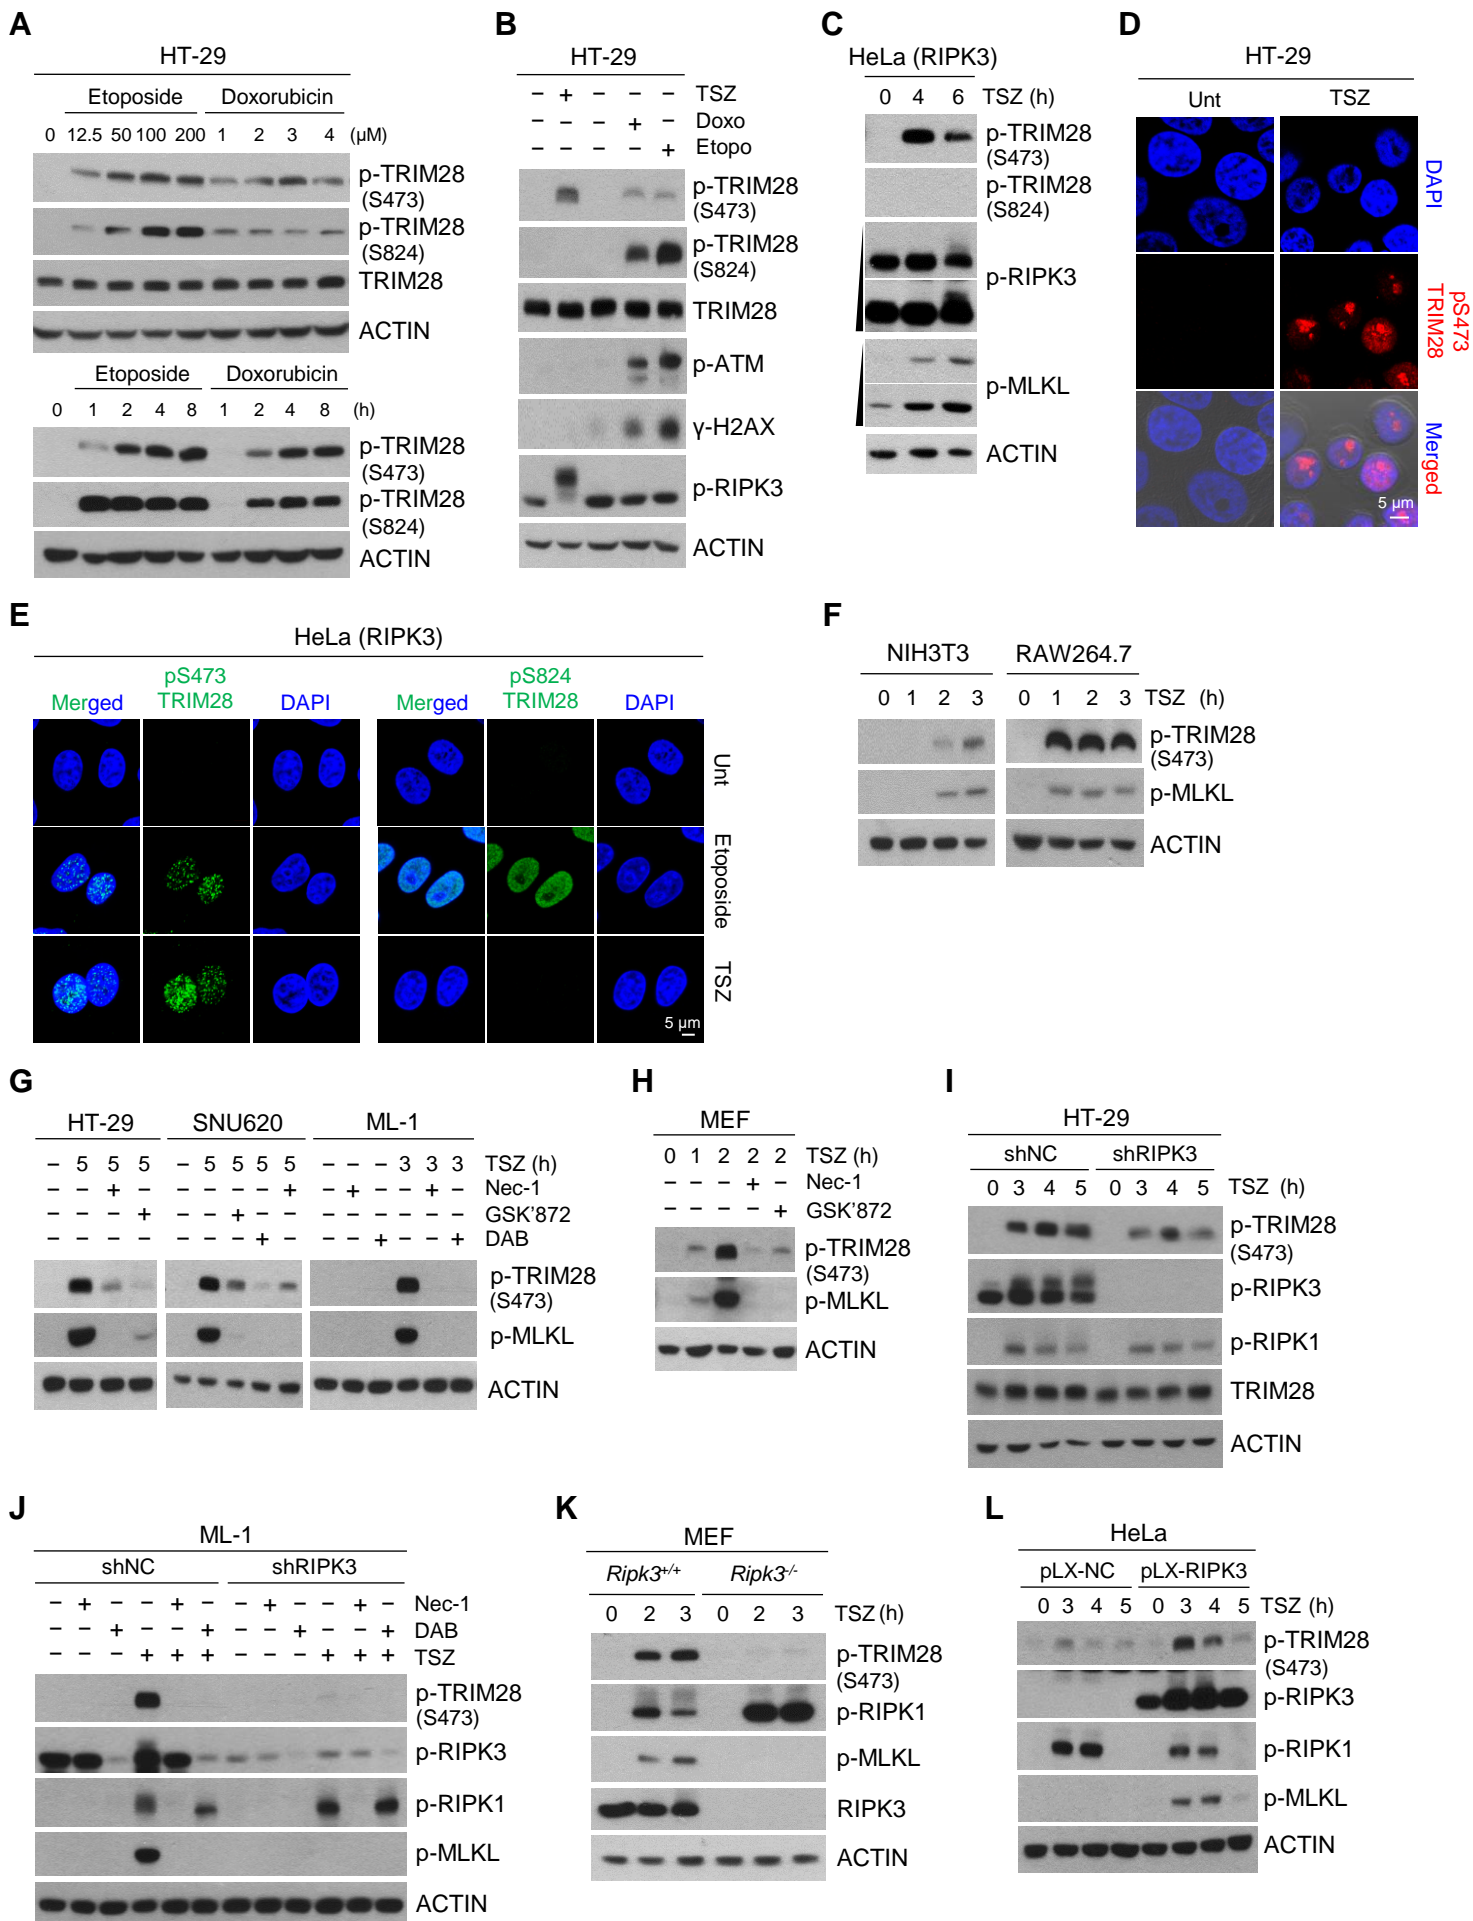 A
HT-29
Etoposide Doxorubicin
0 12.5 50 100 200 1 2 3 4 (μM)
p-TRIM28
(S473)
p-TRIM28
(S824)
TRIM28
ACTIN
Etoposide Doxorubicin
0 1 2 4 8 1 2 4 8 (h)
p-TRIM28
(S473)
p-TRIM28
(S824)
ACTIN
B
HT-29
– + – – – TSZ
– – – + – Doxo
– – – – + Etopo
p-TRIM28
(S473)
p-TRIM28
(S824)
TRIM28
p-ATM
γ-H2AX
p-RIPK3
ACTIN
C
HeLa (RIPK3)
0 4 6 TSZ (h)
p-TRIM28
(S473)
p-TRIM28
(S824)
p-RIPK3
p-MLKL
ACTIN
D
HT-29
Unt TSZ
DAPI
pS473
TRIM28
Merged
5 μm
E
HeLa (RIPK3)
pS473 pS824
Merged TRIM28 DAPI Merged TRIM28 DAPI
Unt
Etoposide
TSZ
5 μm
F
NIH3T3 RAW264.7
0 1 2 3 0 1 2 3 TSZ (h)
p-TRIM28
(S473)
p-MLKL
ACTIN
G
HT-29 SNU620 ML-1
– 5 5 5 – 5 5 5 5 – – – 3 3 3 TSZ (h)
– – + – – – – – + – + – – + – Nec-1
– – – + – – + – – – – – – – – GSK'872
– – – – – – – + – – – + – – + DAB
p-TRIM28
(S473)
p-MLKL
ACTIN
H
MEF
0 1 2 2 2 TSZ (h)
– – – + – Nec-1
– – – – + GSK'872
p-TRIM28
(S473)
p-MLKL
ACTIN
I
HT-29
shNC shRIPK3
0 3 4 5 0 3 4 5 TSZ (h)
p-TRIM28
(S473)
p-RIPK3
p-RIPK1
TRIM28
ACTIN
J
ML-1
shNC shRIPK3
– + – – + – – + – – + – Nec-1
– – + – – + – – + – – + DAB
– – – + + + – – – + + + TSZ
p-TRIM28
(S473)
p-RIPK3
p-RIPK1
p-MLKL
ACTIN
K
MEF
Ripk3+/+ Ripk3-/-
0 2 3 0 2 3 TSZ (h)
p-TRIM28
(S473)
p-RIPK1
p-MLKL
RIPK3
ACTIN
L
HeLa
pLX-NC pLX-RIPK3
0 3 4 5 0 3 4 5 TSZ (h)
p-TRIM28
(S473)
p-RIPK3
p-RIPK1
p-MLKL
ACTIN